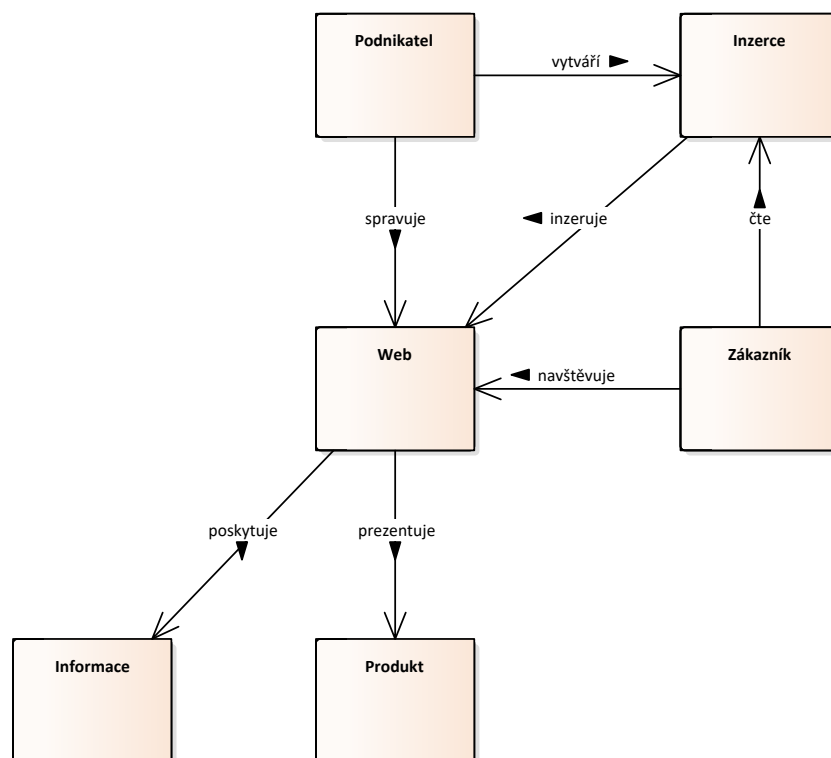 Podnikatel
Inzerce
vytváří
spravuje
inzeruje
čte
Web
Zákazník
navštěvuje
poskytuje
prezentuje
Informace
Produkt